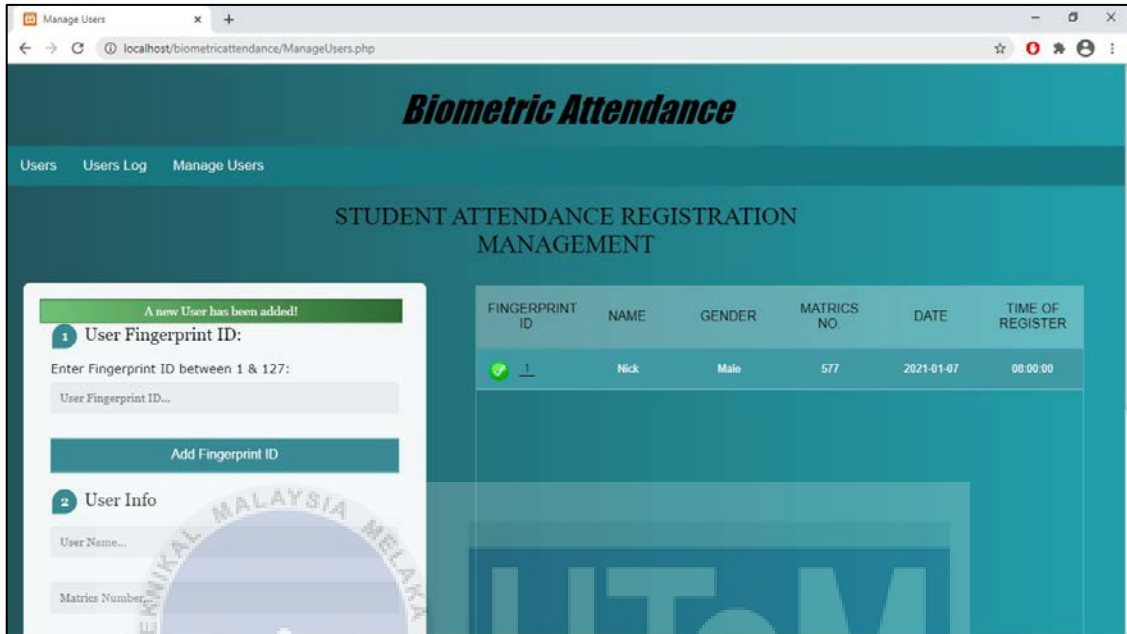 Manage Users
localhost/biometricattendance/ManageUsers.php
Biometric Attendance
Users Users Log Manage Users
STUDENT ATTENDANCE REGISTRATION
MANAGEMENT
A new User has been added!
1 User Fingerprint ID:
Enter Fingerprint ID between 1 & 127:
User Fingerprint ID...
Add Fingerprint ID
2 User Info
User Name...
Matrics Number...
FINGERPRINT ID NAME GENDER MATRICS NO. DATE TIME OF REGISTER
1 Nick Male 577 2021-01-07 08:00:00
MALAYSIA MELAKA
UTeM